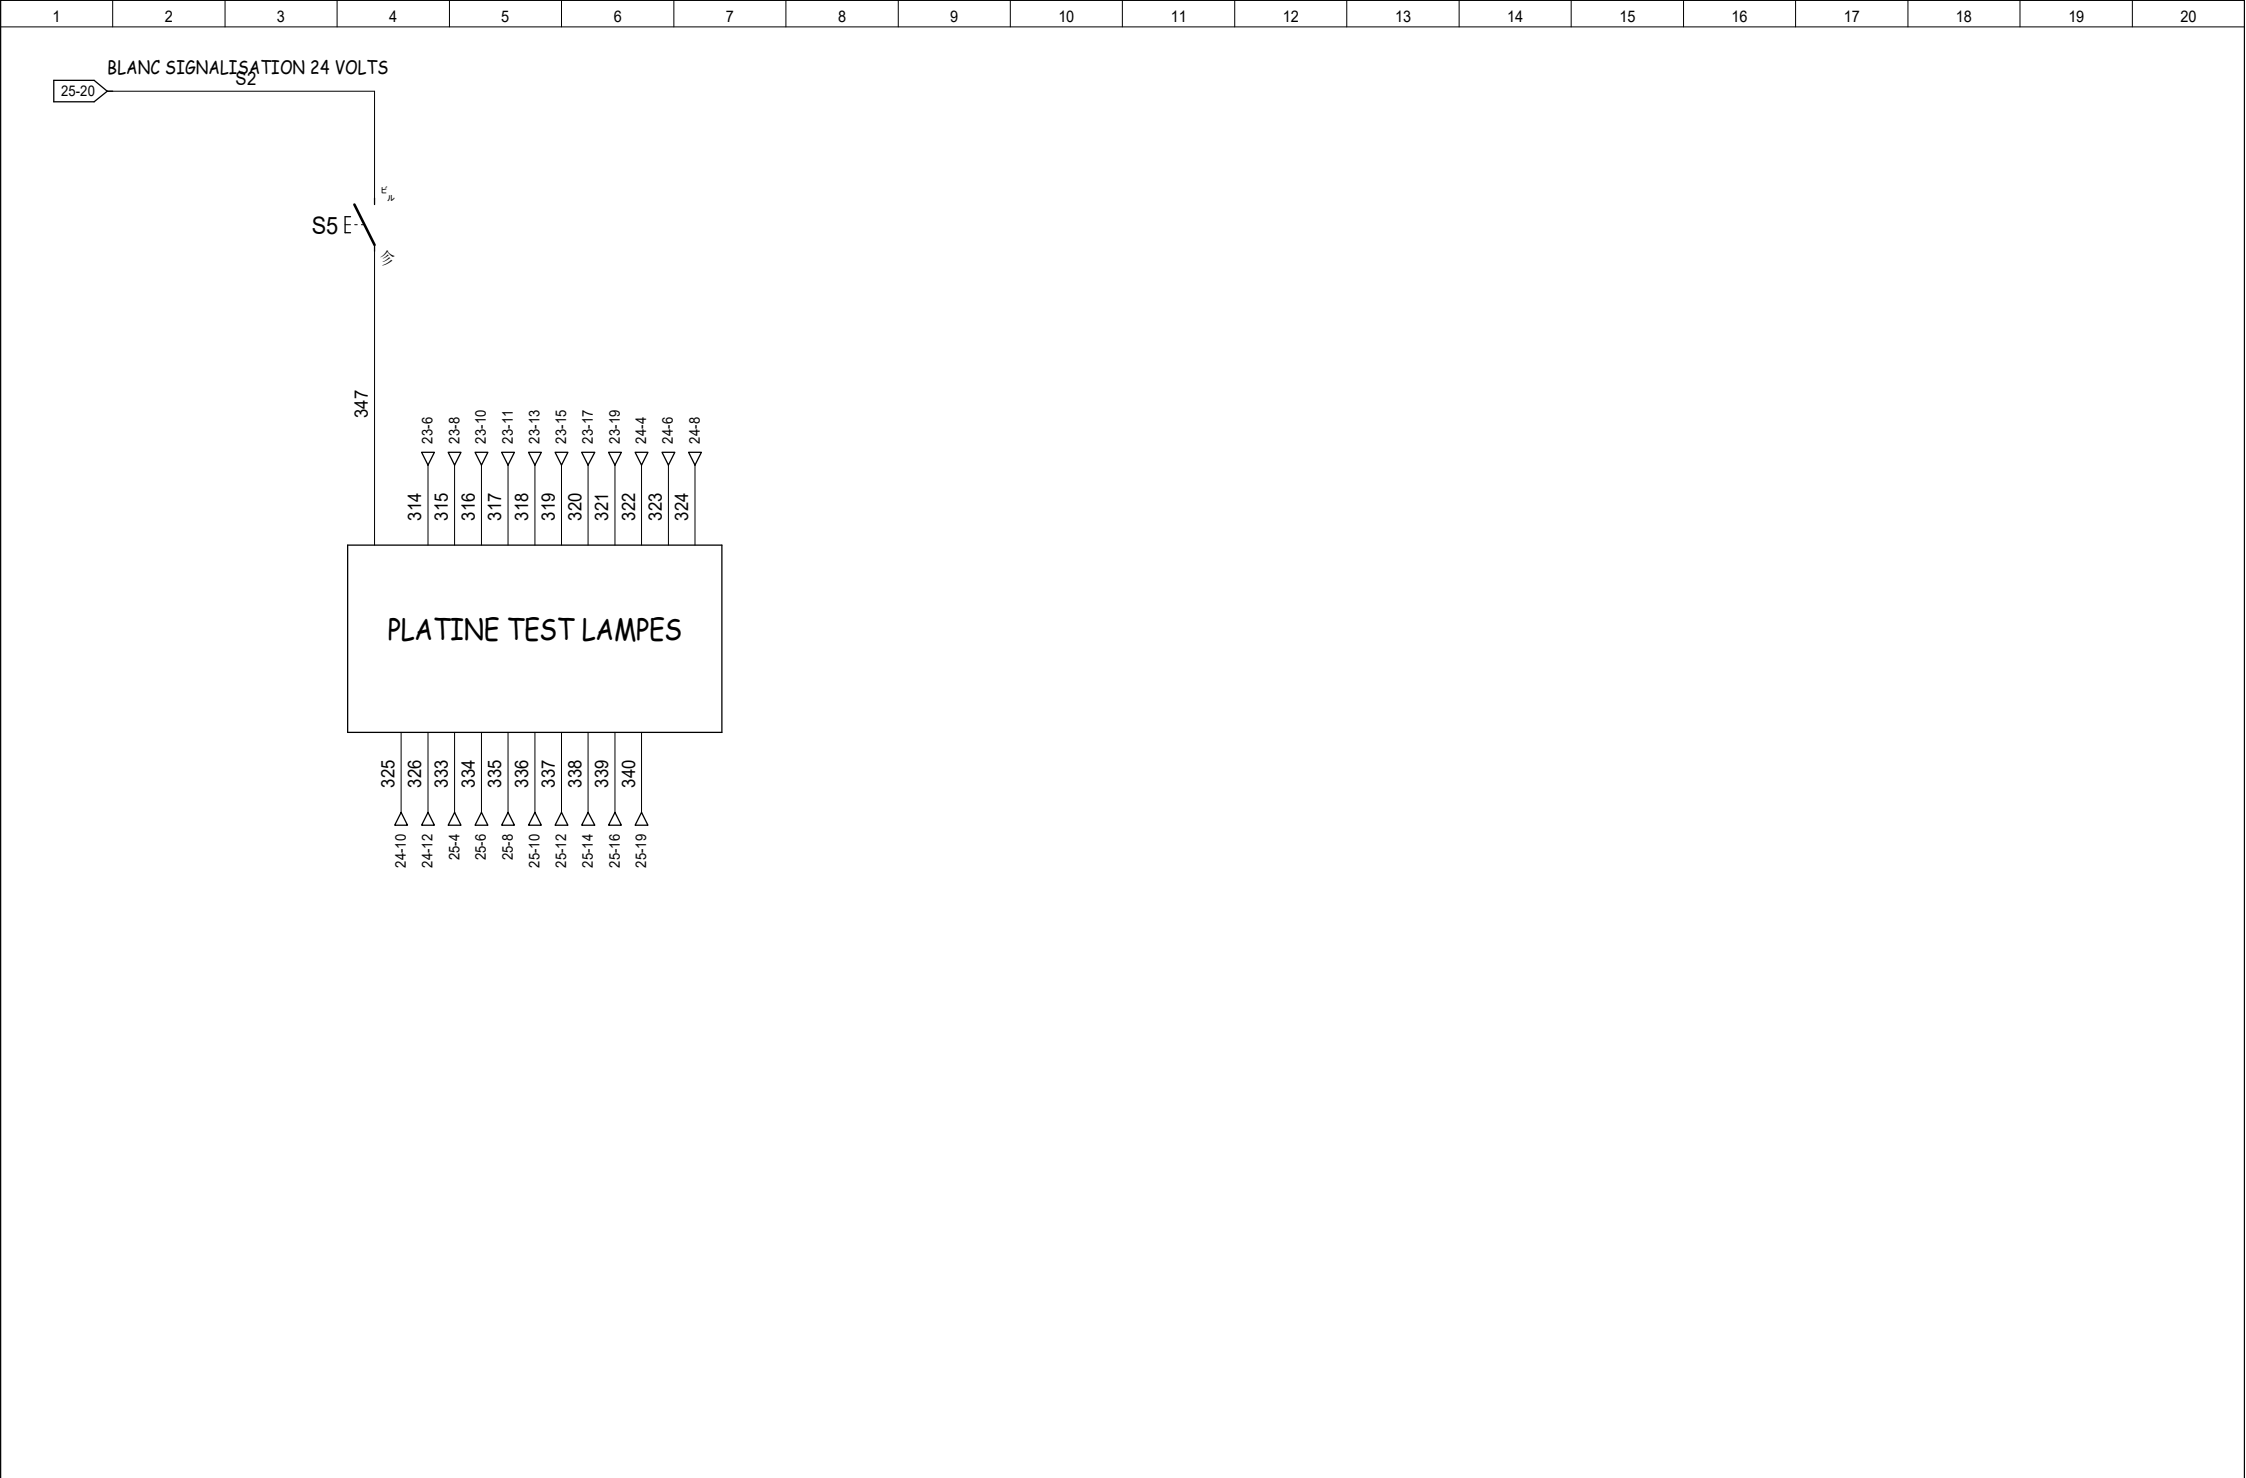 1 2 3 4 5 6 7 8 9 10 11 12 13 14 15 16 17 18 19 20
BLANC SIGNALISATION 24 VOLTS
S2
25-20
S5
347
23-6 23-8 23-10 23-11 23-13 23-15 23-17 23-19 24-4 24-6 24-8
314 315 316 317 318 319 320 321 322 323 324
PLATINE TEST LAMPES
325 326 333 334 335 336 337 338 339 340
24-10 24-12 25-4 25-6 25-8 25-10 25-12 25-14 25-16 25-19